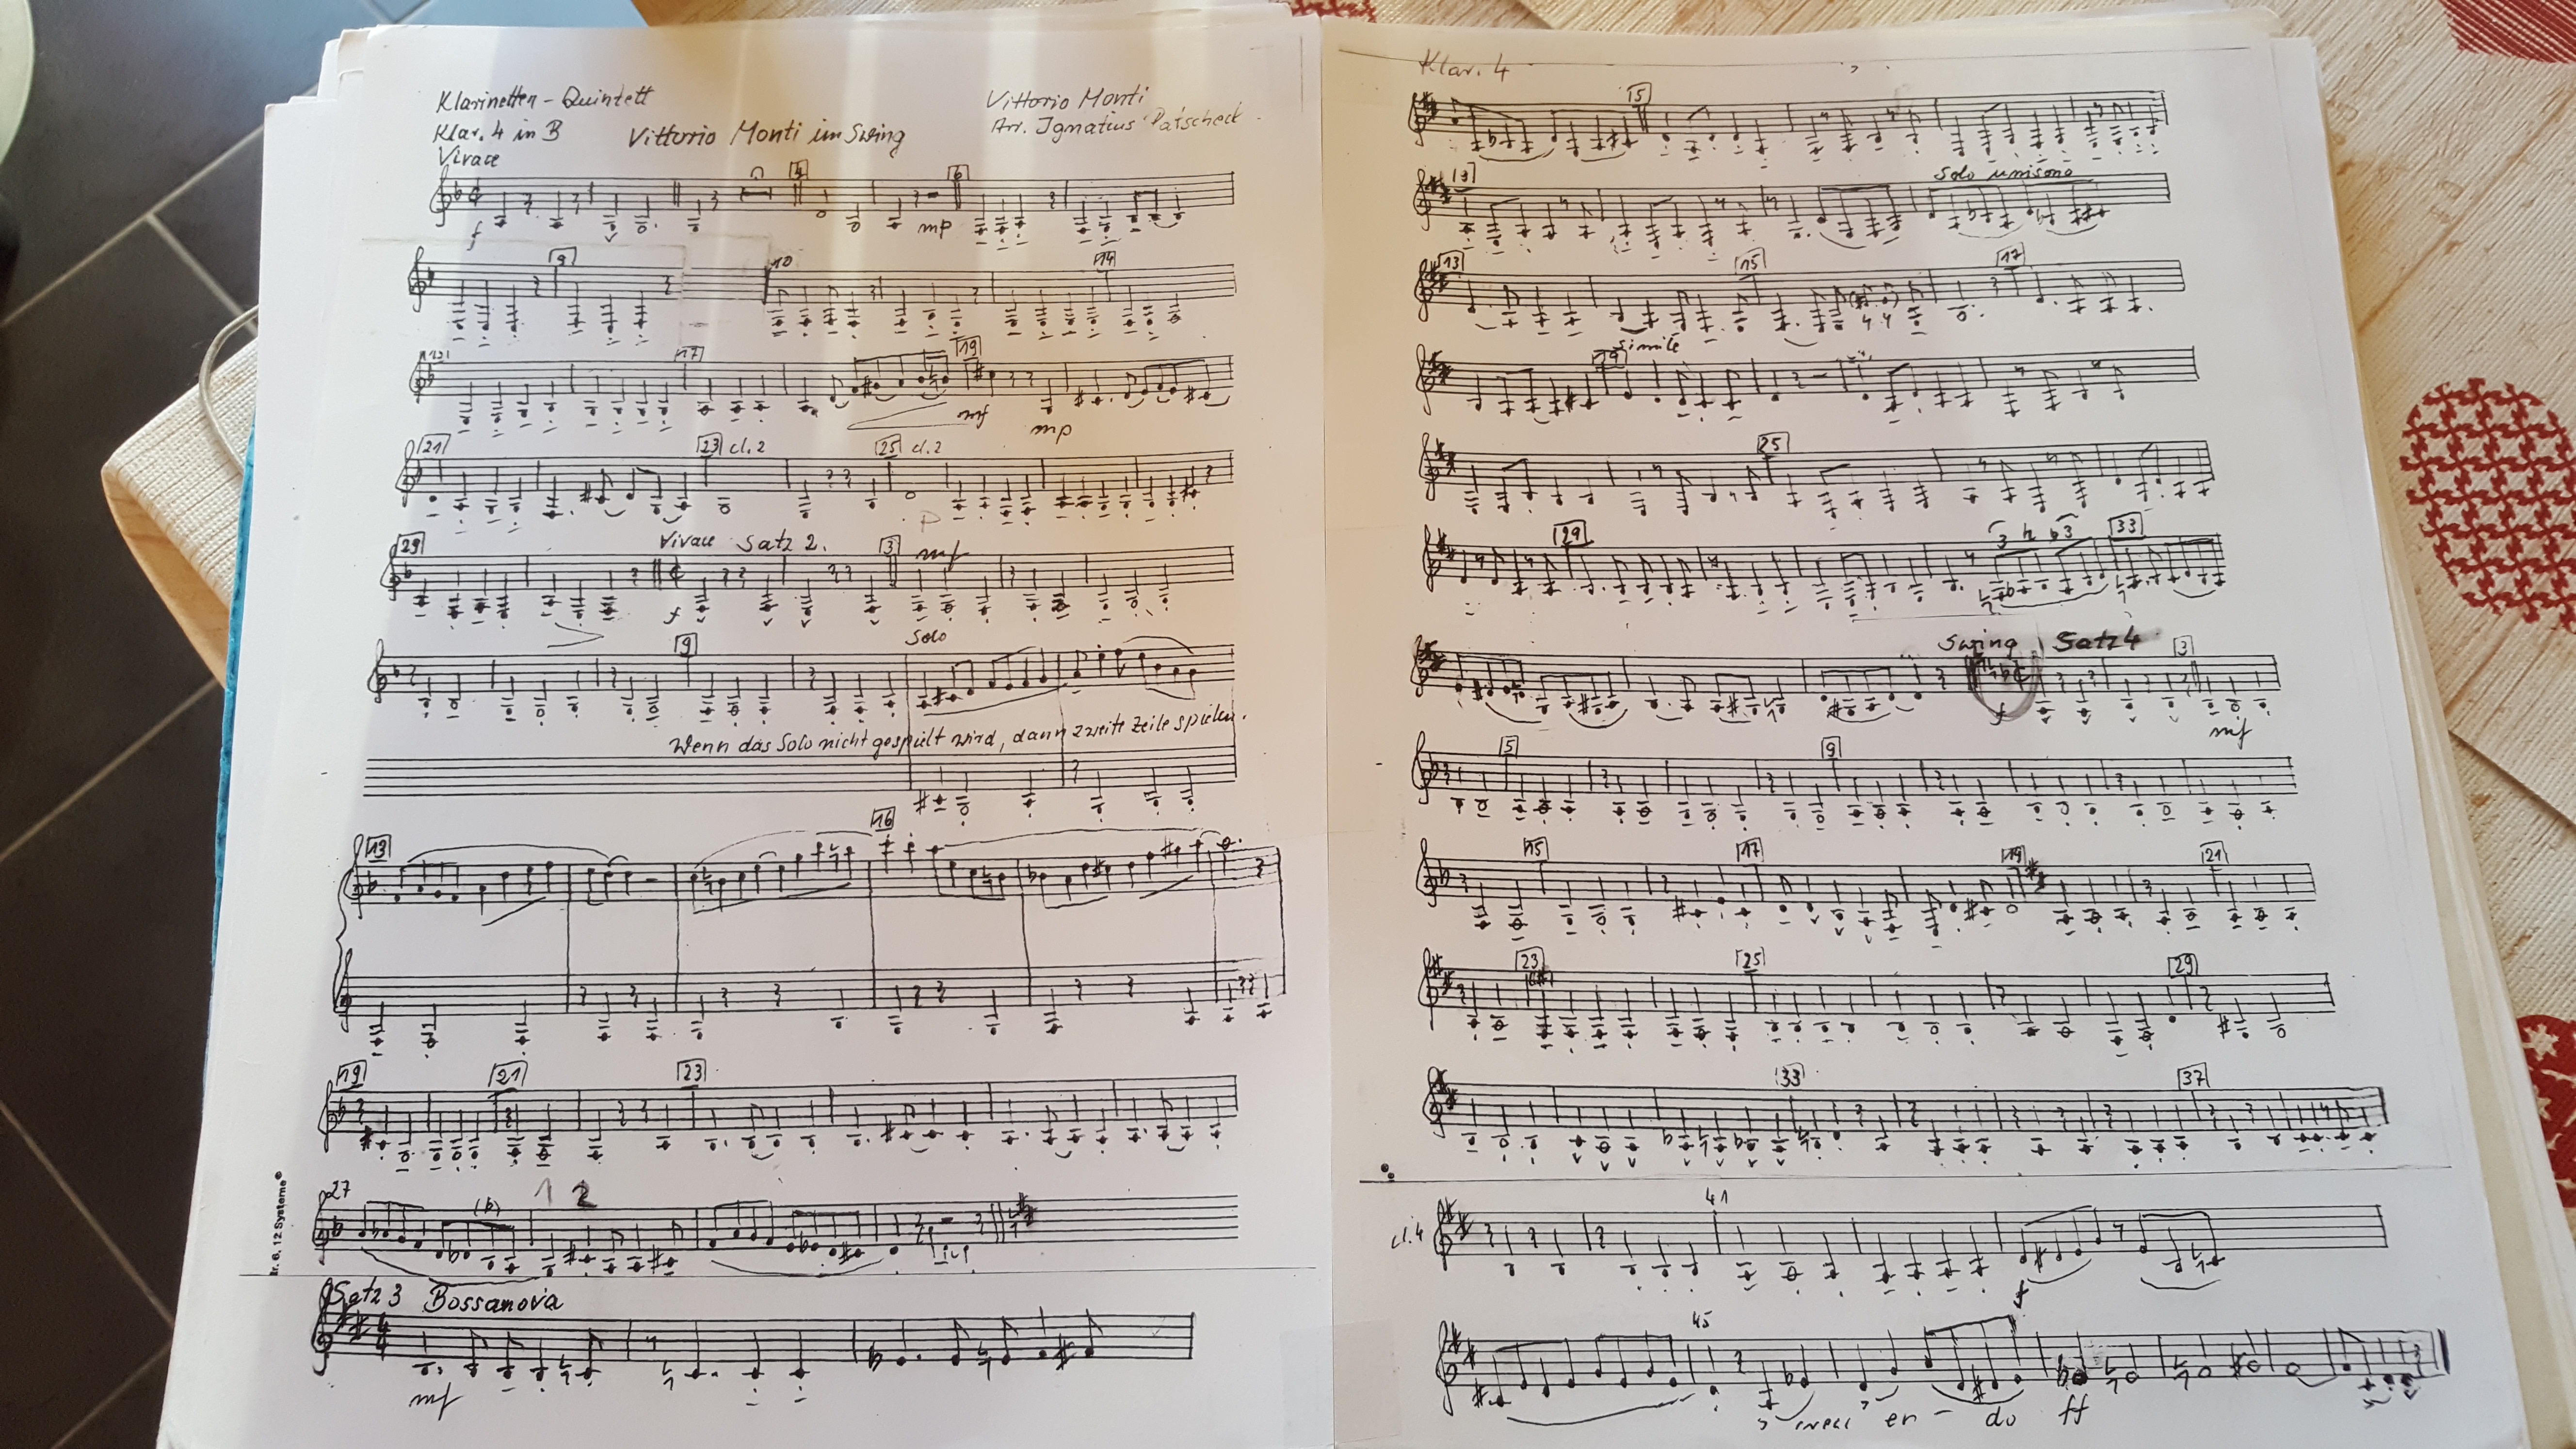 Klarinetten-Quintett
Klar. 4 in B
Vivace
Vittorio Monti im Swing
Vittorio Monti
Arr. Ignatius Patscheck
4
6
f
mp
9
10
14
17
19
mf
mp
21
23 cl. 2
25 cl. 2
p
29
Vivace Satz 2.
3
mf
f
9
Solo
Wenn das Solo nicht gespielt wird, dann zweite Zeile spielen.
13
16
19
21
23
27
(b)
1 2
Nr. 6, 12 Systeme
Satz 3 Bossanova
4
4
mf
Klar. 4
5
Solo unisono
13
15
17
simile
19
25
29
3
3
33
Swing
Satz 4
3
f
mf
5
9
15
17
19
21
23
25
29
33
37
cl. 4
41
f
45
en - do ff